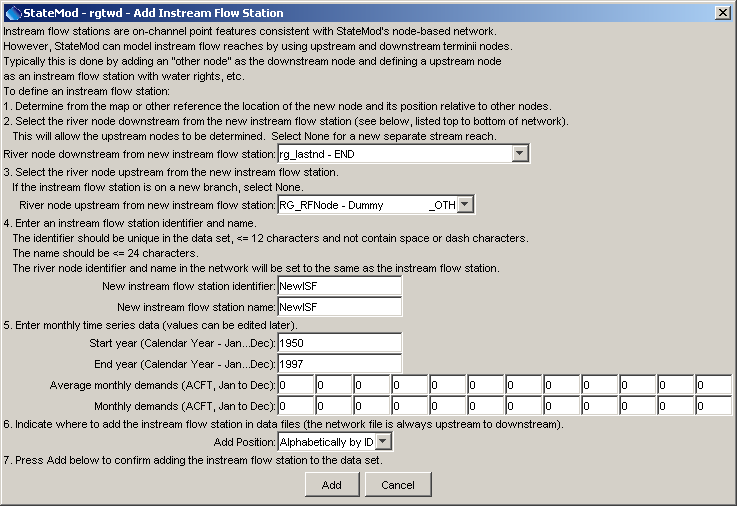 StateMod - rgtwd - Add Instream Flow Station
Instream flow stations are on-channel point features consistent with StateMod's node-based network.
However, StateMod can model instream flow reaches by using upstream and downstream terminii nodes.
Typically this is done by adding an "other node" as the downstream node and defining a upstream node
as an instream flow station with water rights, etc.
To define an instream flow station:
1. Determine from the map or other reference the location of the new node and its position relative to other nodes.
2. Select the river node downstream from the new instream flow station (see below, listed top to bottom of network).
This will allow the upstream nodes to be determined.  Select None for a new separate stream reach.
River node downstream from new instream flow station: rg_lastnd - END
3. Select the river node upstream from the new instream flow station.
If the instream flow station is on a new branch, select None.
River node upstream from new instream flow station: RG_RFNode - Dummy _OTH
4. Enter an instream flow station identifier and name.
The identifier should be unique in the data set, <= 12 characters and not contain space or dash characters.
The name should be <= 24 characters.
The river node identifier and name in the network will be set to the same as the instream flow station.
New instream flow station identifier: NewISF
New instream flow station name: NewISF
5. Enter monthly time series data (values can be edited later).
Start year (Calendar Year - Jan...Dec): 1950
End year (Calendar Year - Jan...Dec): 1997
Average monthly demands (ACFT, Jan to Dec): 0 0 0 0 0 0 0 0 0 0 0 0
Monthly demands (ACFT, Jan to Dec): 0 0 0 0 0 0 0 0 0 0 0 0
6. Indicate where to add the instream flow station in data files (the network file is always upstream to downstream).
Add Position: Alphabetically by ID
7. Press Add below to confirm adding the instream flow station to the data set.
Add Cancel